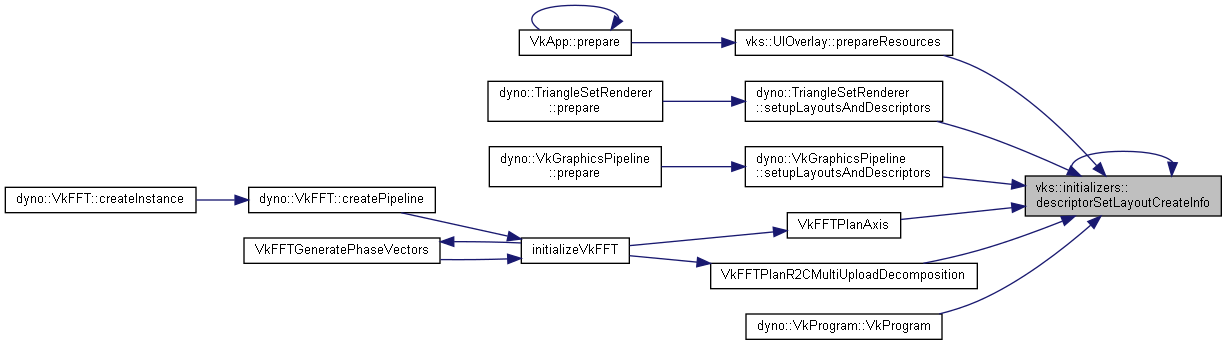 VkApp::prepare
vks::UIOverlay::prepareResources
dyno::TriangleSetRenderer
::prepare
dyno::TriangleSetRenderer
::setupLayoutsAndDescriptors
dyno::VkGraphicsPipeline
::prepare
dyno::VkGraphicsPipeline
::setupLayoutsAndDescriptors
vks::initializers::
descriptorSetLayoutCreateInfo
dyno::VkFFT::createInstance
dyno::VkFFT::createPipeline
VkFFTPlanAxis
VkFFTGeneratePhaseVectors
initializeVkFFT
VkFFTPlanR2CMultiUploadDecomposition
dyno::VkProgram::VkProgram